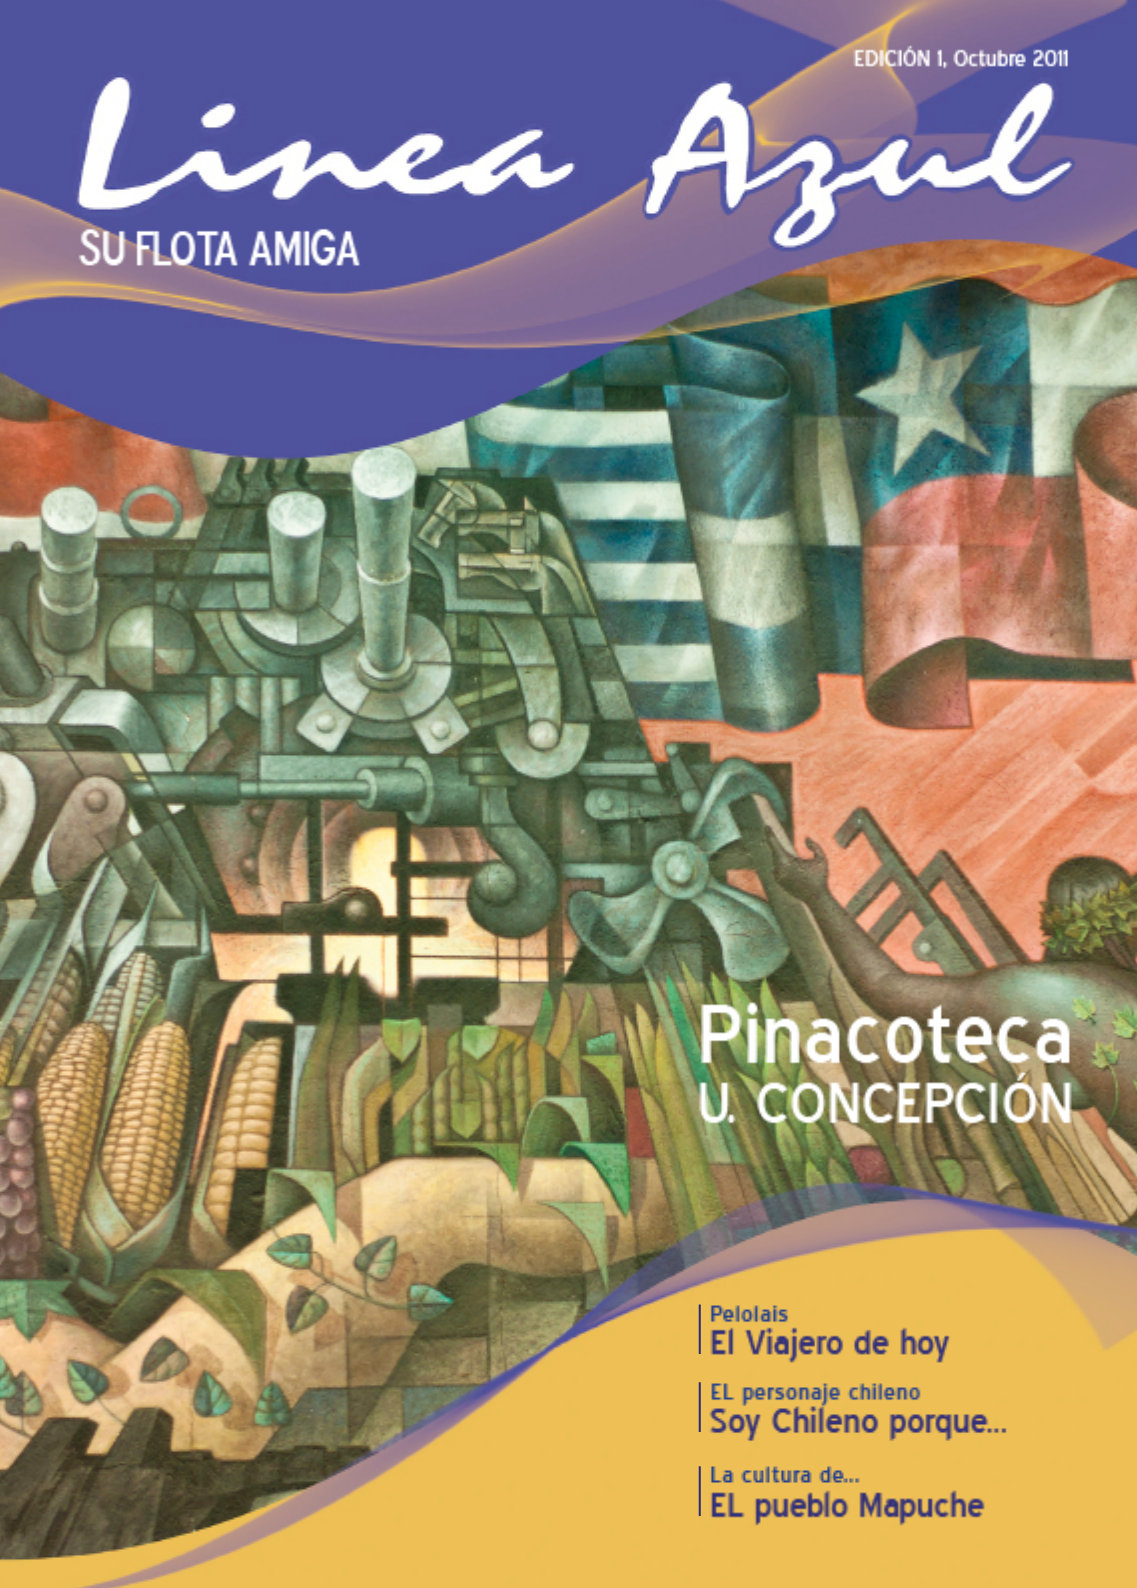 EDICIÓN 1, Octubre 2011
Linea Azul
SU FLOTA AMIGA
Pinacoteca
U. CONCEPCIÓN
Pelolais
El Viajero de hoy
EL personaje chileno
Soy Chileno porque...
La cultura de...
EL pueblo Mapuche